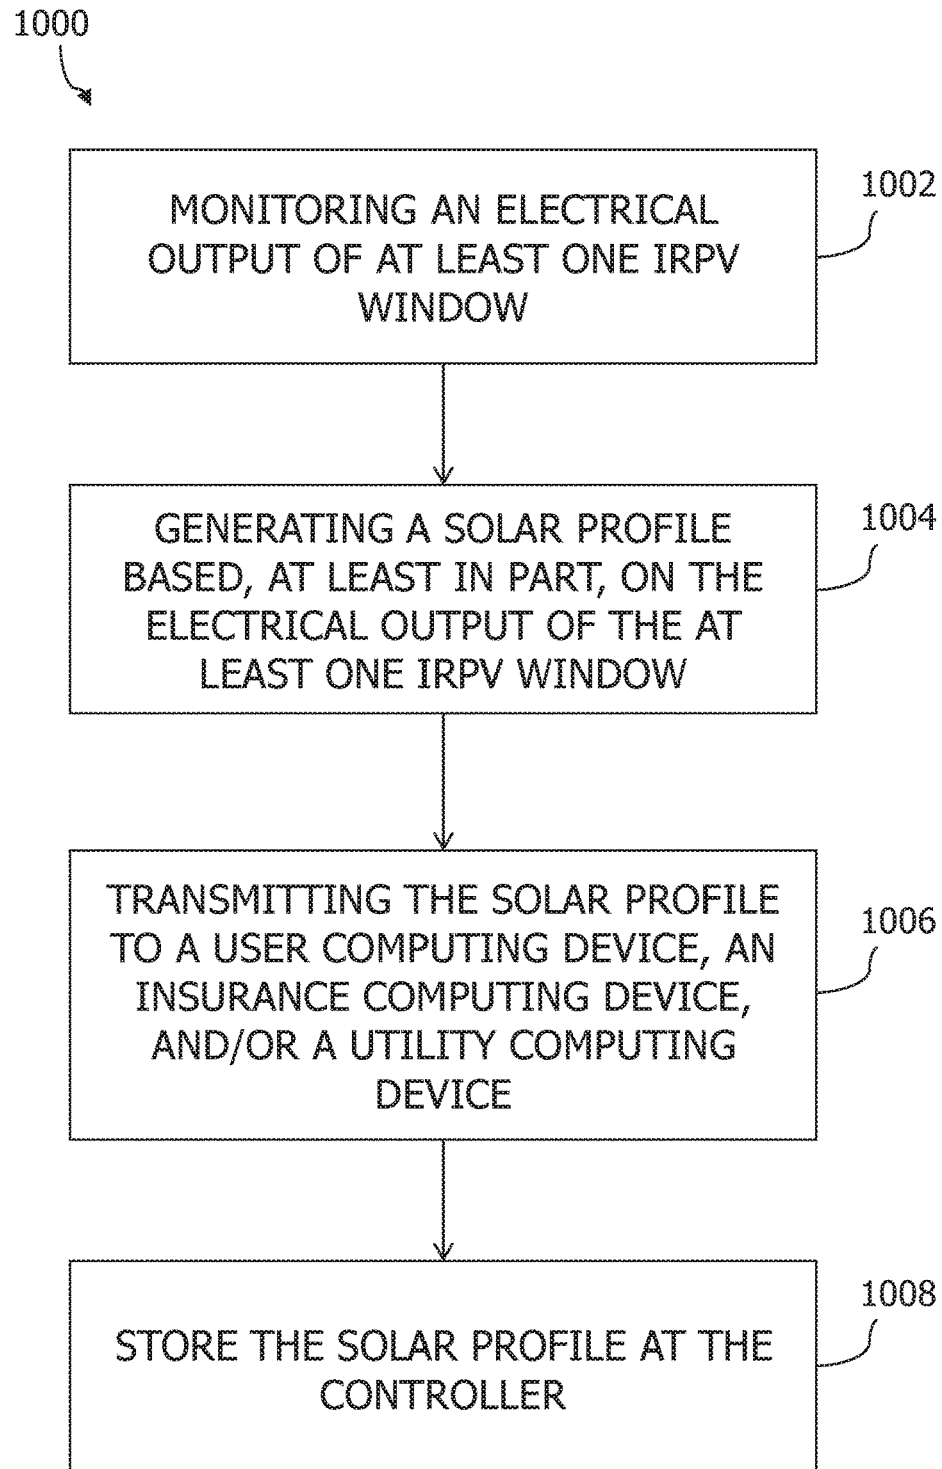 1000
MONITORING AN ELECTRICAL
OUTPUT OF AT LEAST ONE IRPV
WINDOW
1002
GENERATING A SOLAR PROFILE
BASED, AT LEAST IN PART, ON THE
ELECTRICAL OUTPUT OF THE AT
LEAST ONE IRPV WINDOW
1004
TRANSMITTING THE SOLAR PROFILE
TO A USER COMPUTING DEVICE, AN
INSURANCE COMPUTING DEVICE,
AND/OR A UTILITY COMPUTING
DEVICE
1006
STORE THE SOLAR PROFILE AT THE
CONTROLLER
1008